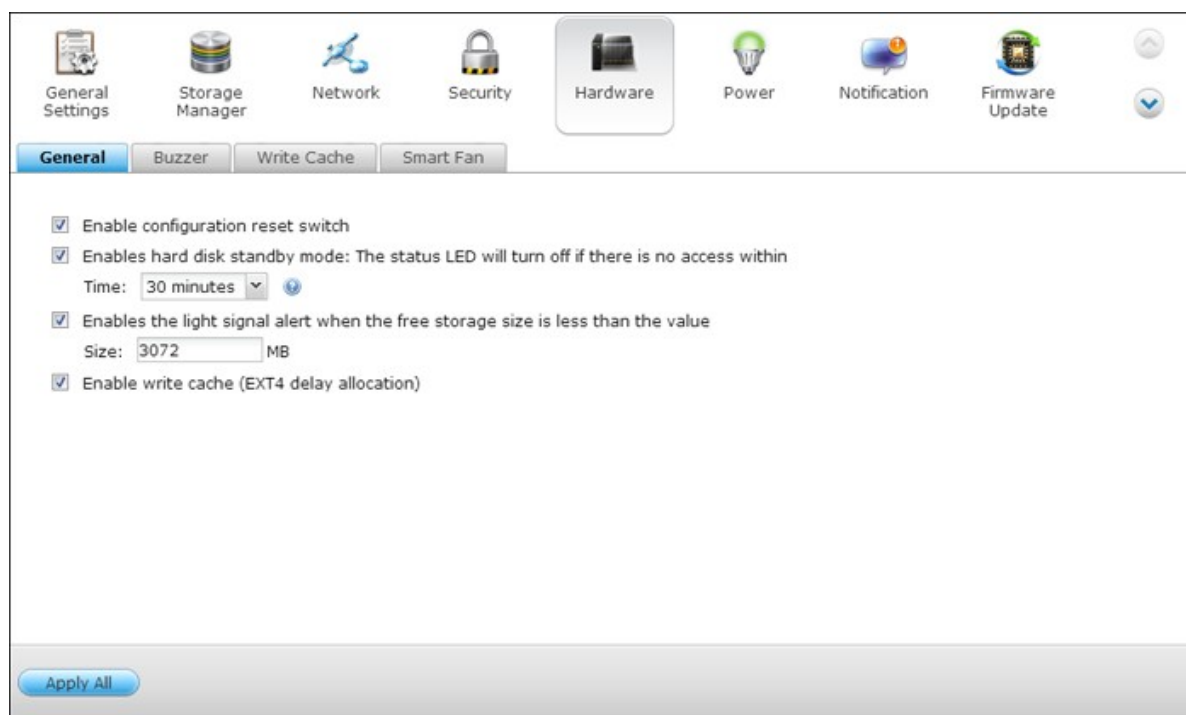 General Settings
Storage Manager
Network
Security
Hardware
Power
Notification
Firmware Update
General
Buzzer
Write Cache
Smart Fan
Enable configuration reset switch
Enables hard disk standby mode: The status LED will turn off if there is no access within
Time: 30 minutes
Enables the light signal alert when the free storage size is less than the value
Size: 3072 MB
Enable write cache (EXT4 delay allocation)
Apply All